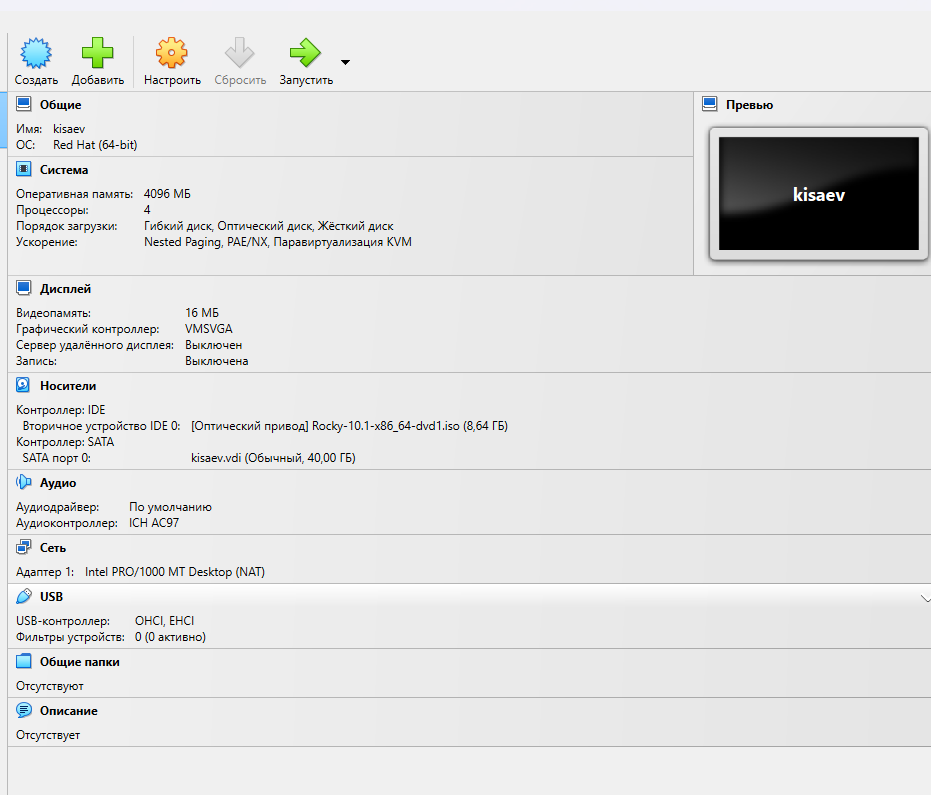 Создать Добавить Настроить Сбросить Запустить
Общие
Имя: kisaev
ОС: Red Hat (64-bit)
Превью
kisaev
Система
Оперативная память: 4096 МБ
Процессоры: 4
Порядок загрузки: Гибкий диск, Оптический диск, Жёсткий диск
Ускорение: Nested Paging, PAE/NX, Паравиртуализация KVM
Дисплей
Видеопамять: 16 МБ
Графический контроллер: VMSVGA
Сервер удалённого дисплея: Выключен
Запись: Выключена
Носители
Контроллер: IDE
Вторичное устройство IDE 0: [Оптический привод] Rocky-10.1-x86_64-dvd1.iso (8,64 ГБ)
Контроллер: SATA
SATA порт 0: kisaev.vdi (Обычный, 40,00 ГБ)
Аудио
Аудиодрайвер: По умолчанию
Аудиоконтроллер: ICH AC97
Сеть
Адаптер 1: Intel PRO/1000 MT Desktop (NAT)
USB
USB-контроллер: OHCI, EHCI
Фильтры устройств: 0 (0 активно)
Общие папки
Отсутствуют
Описание
Отсутствует